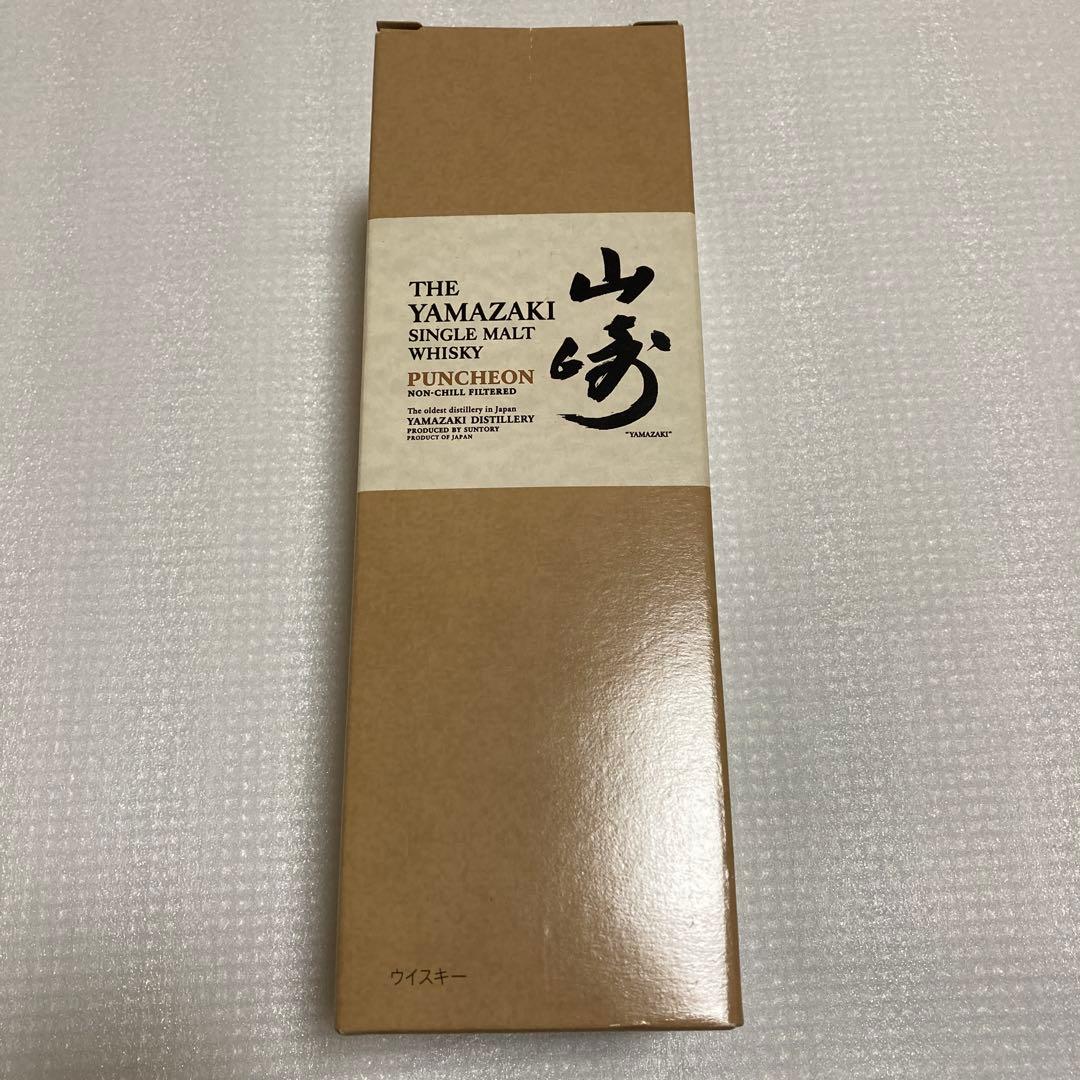 THE
YAMAZAKI
SINGLE MALT
WHISKY
PUNCHEON
NON-CHILL FILTERED
The oldest distillery in Japan
YAMAZAKI DISTILLERY
PRODUCED BY SUNTORY
PRODUCT OF JAPAN
山崎
"YAMAZAKI"
ウイスキー